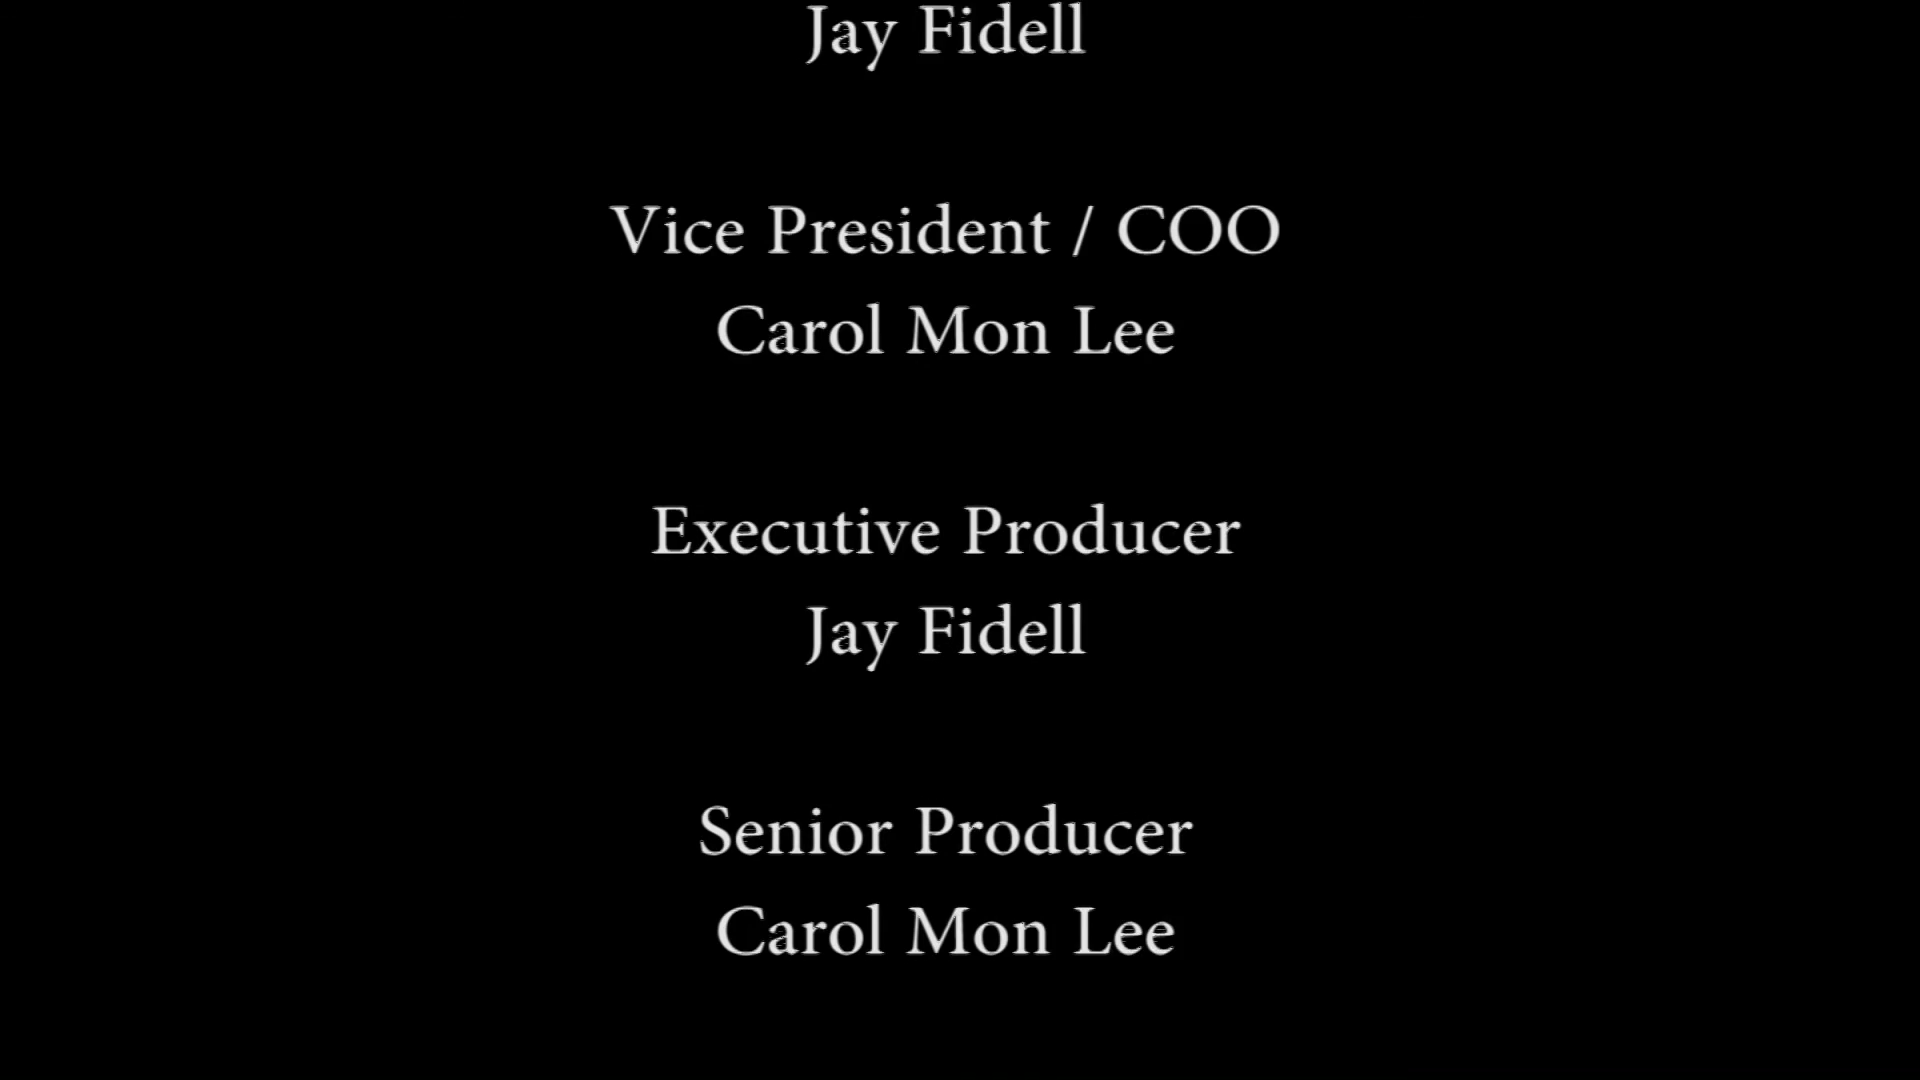 Jay Fidell
Vice President / COO
Carol Mon Lee
Executive Producer
Jay Fidell
Senior Producer
Carol Mon Lee